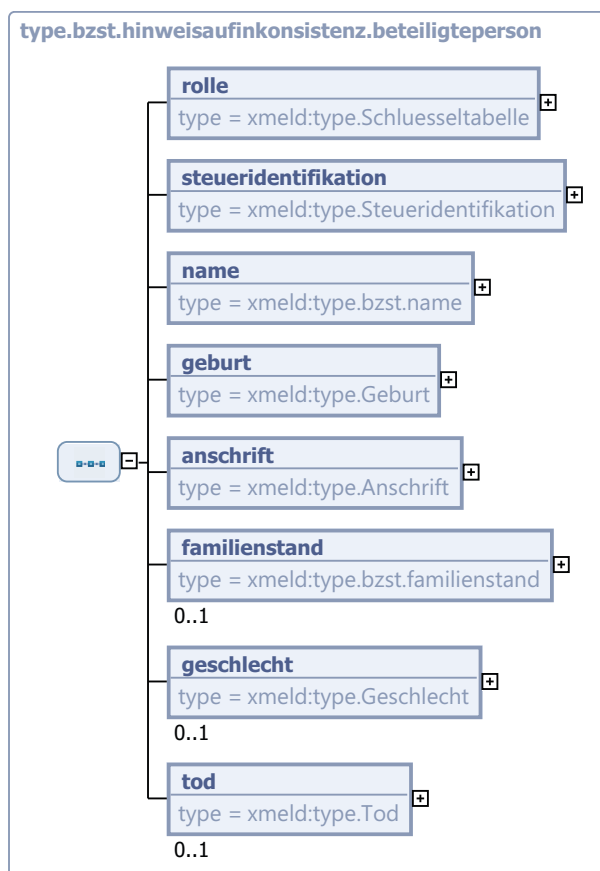 type.bzst.hinweisaufinkonsistenz.beteiligteperson
rolle
type = xmeld:type.Schluesseltabelle
steueridentifikation
type = xmeld:type.Steueridentifikation
name
type = xmeld:type.bzst.name
geburt
type = xmeld:type.Geburt
anschrift
type = xmeld:type.Anschrift
familienstand
type = xmeld:type.bzst.familienstand
0..1
geschlecht
type = xmeld:type.Geschlecht
0..1
tod
type = xmeld:type.Tod
0..1